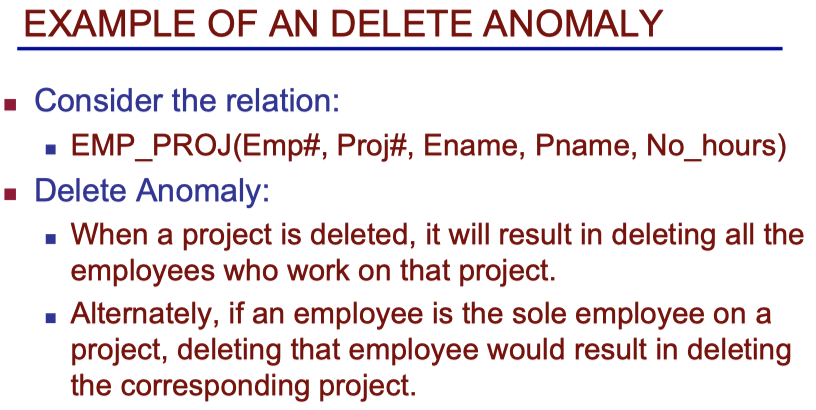 EXAMPLE OF AN DELETE ANOMALY
Consider the relation:
EMP_PROJ(Emp#, Proj#, Ename, Pname, No_hours)
Delete Anomaly:
When a project is deleted, it will result in deleting all the
employees who work on that project.
Alternately, if an employee is the sole employee on a
project, deleting that employee would result in deleting
the corresponding project.